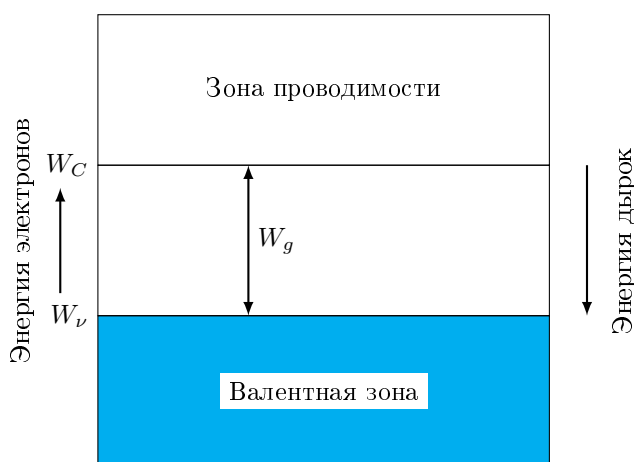 Зона проводимости
Энергия электронов
W_C
W_g
W_ν
Энергия дырок
Валентная зона